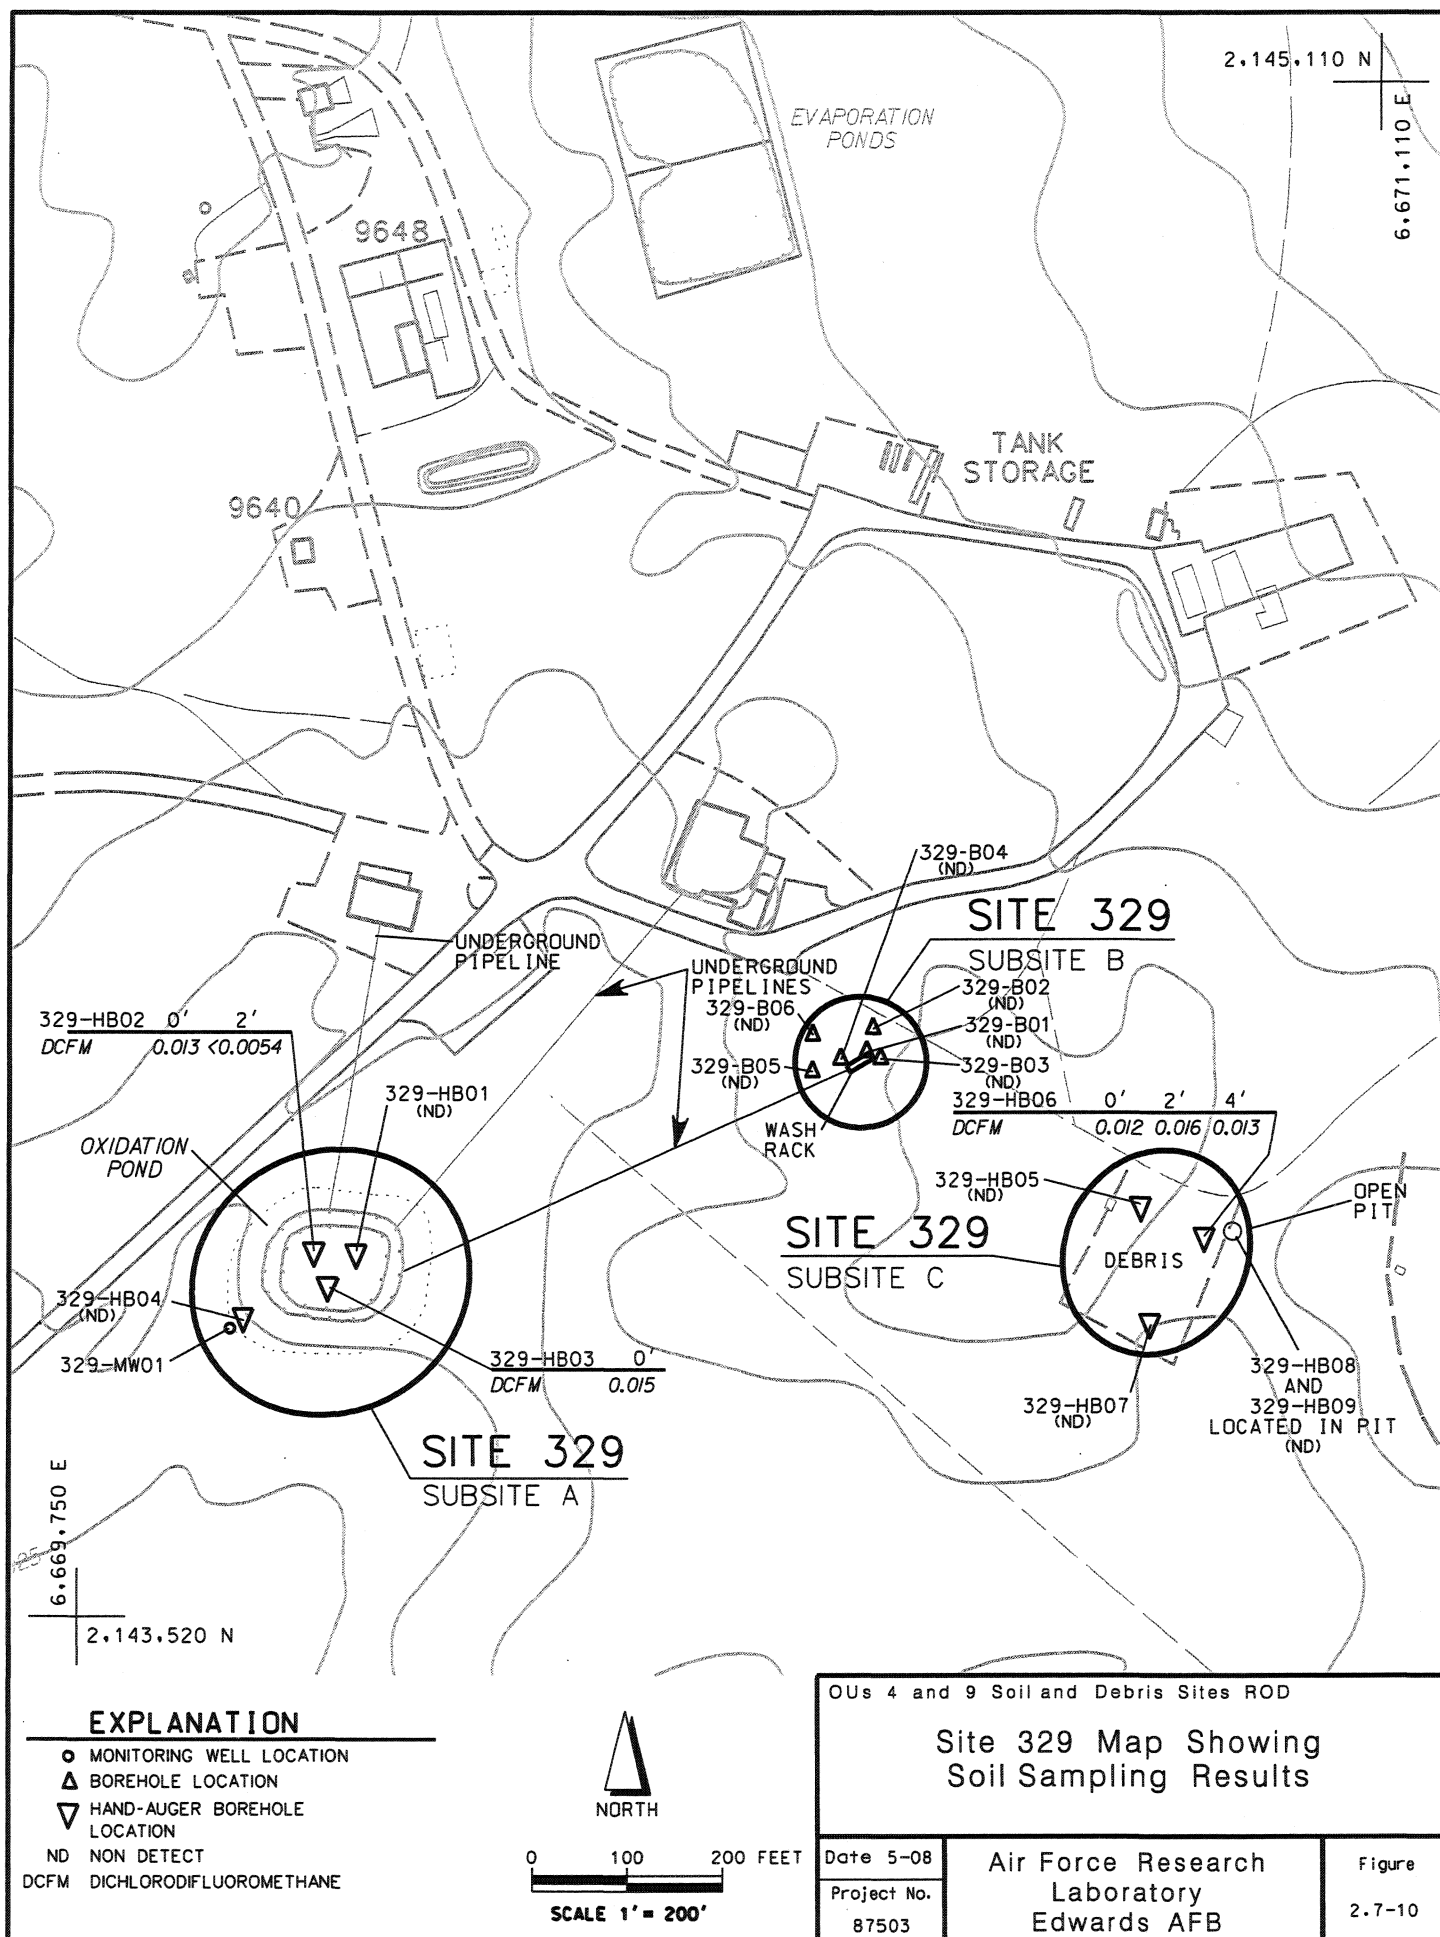 2,145,110 N
6,671,110 E
EVAPORATION
PONDS
9648
TANK
STORAGE
9640
329-B04
(ND)
SITE 329
SUBSITE B
UNDERGROUND
PIPELINE
UNDERGROUND
PIPELINES
329-B06
(ND)
329-B02
(ND)
329-B01
(ND)
329-B05
(ND)
329-B03
(ND)
WASH
RACK
329-HB02 0' 2'
DCFM 0.013 <0.0054
329-HB01
(ND)
OXIDATION
POND
329-HB06 0' 2' 4'
DCFM 0.012 0.016 0.013
329-HB05
(ND)
OPEN
PIT
SITE 329
SUBSITE C
DEBRIS
329-HB04
(ND)
329-MW01
329-HB03 0'
DCFM 0.015
329-HB07
(ND)
329-HB08
AND
329-HB09
LOCATED IN PIT
(ND)
SITE 329
SUBSITE A
6,669,750 E
2,143,520 N
EXPLANATION
MONITORING WELL LOCATION
BOREHOLE LOCATION
HAND-AUGER BOREHOLE
LOCATION
ND NON DETECT
DCFM DICHLORODIFLUOROMETHANE
NORTH
0 100 200 FEET
SCALE 1' = 200'
OUs 4 and 9 Soil and Debris Sites ROD
Site 329 Map Showing
Soil Sampling Results
Date 5-08
Project No.
87503
Air Force Research
Laboratory
Edwards AFB
Figure
2.7-10